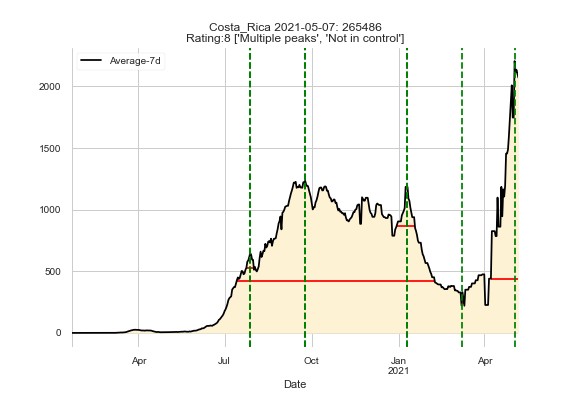 Costa_Rica 2021-05-07: 265486
Rating:8 ['Multiple peaks', 'Not in control']
Average-7d
2000
1500
1000
500
0
Apr
Jul
Oct
Jan
2021
Apr
Date